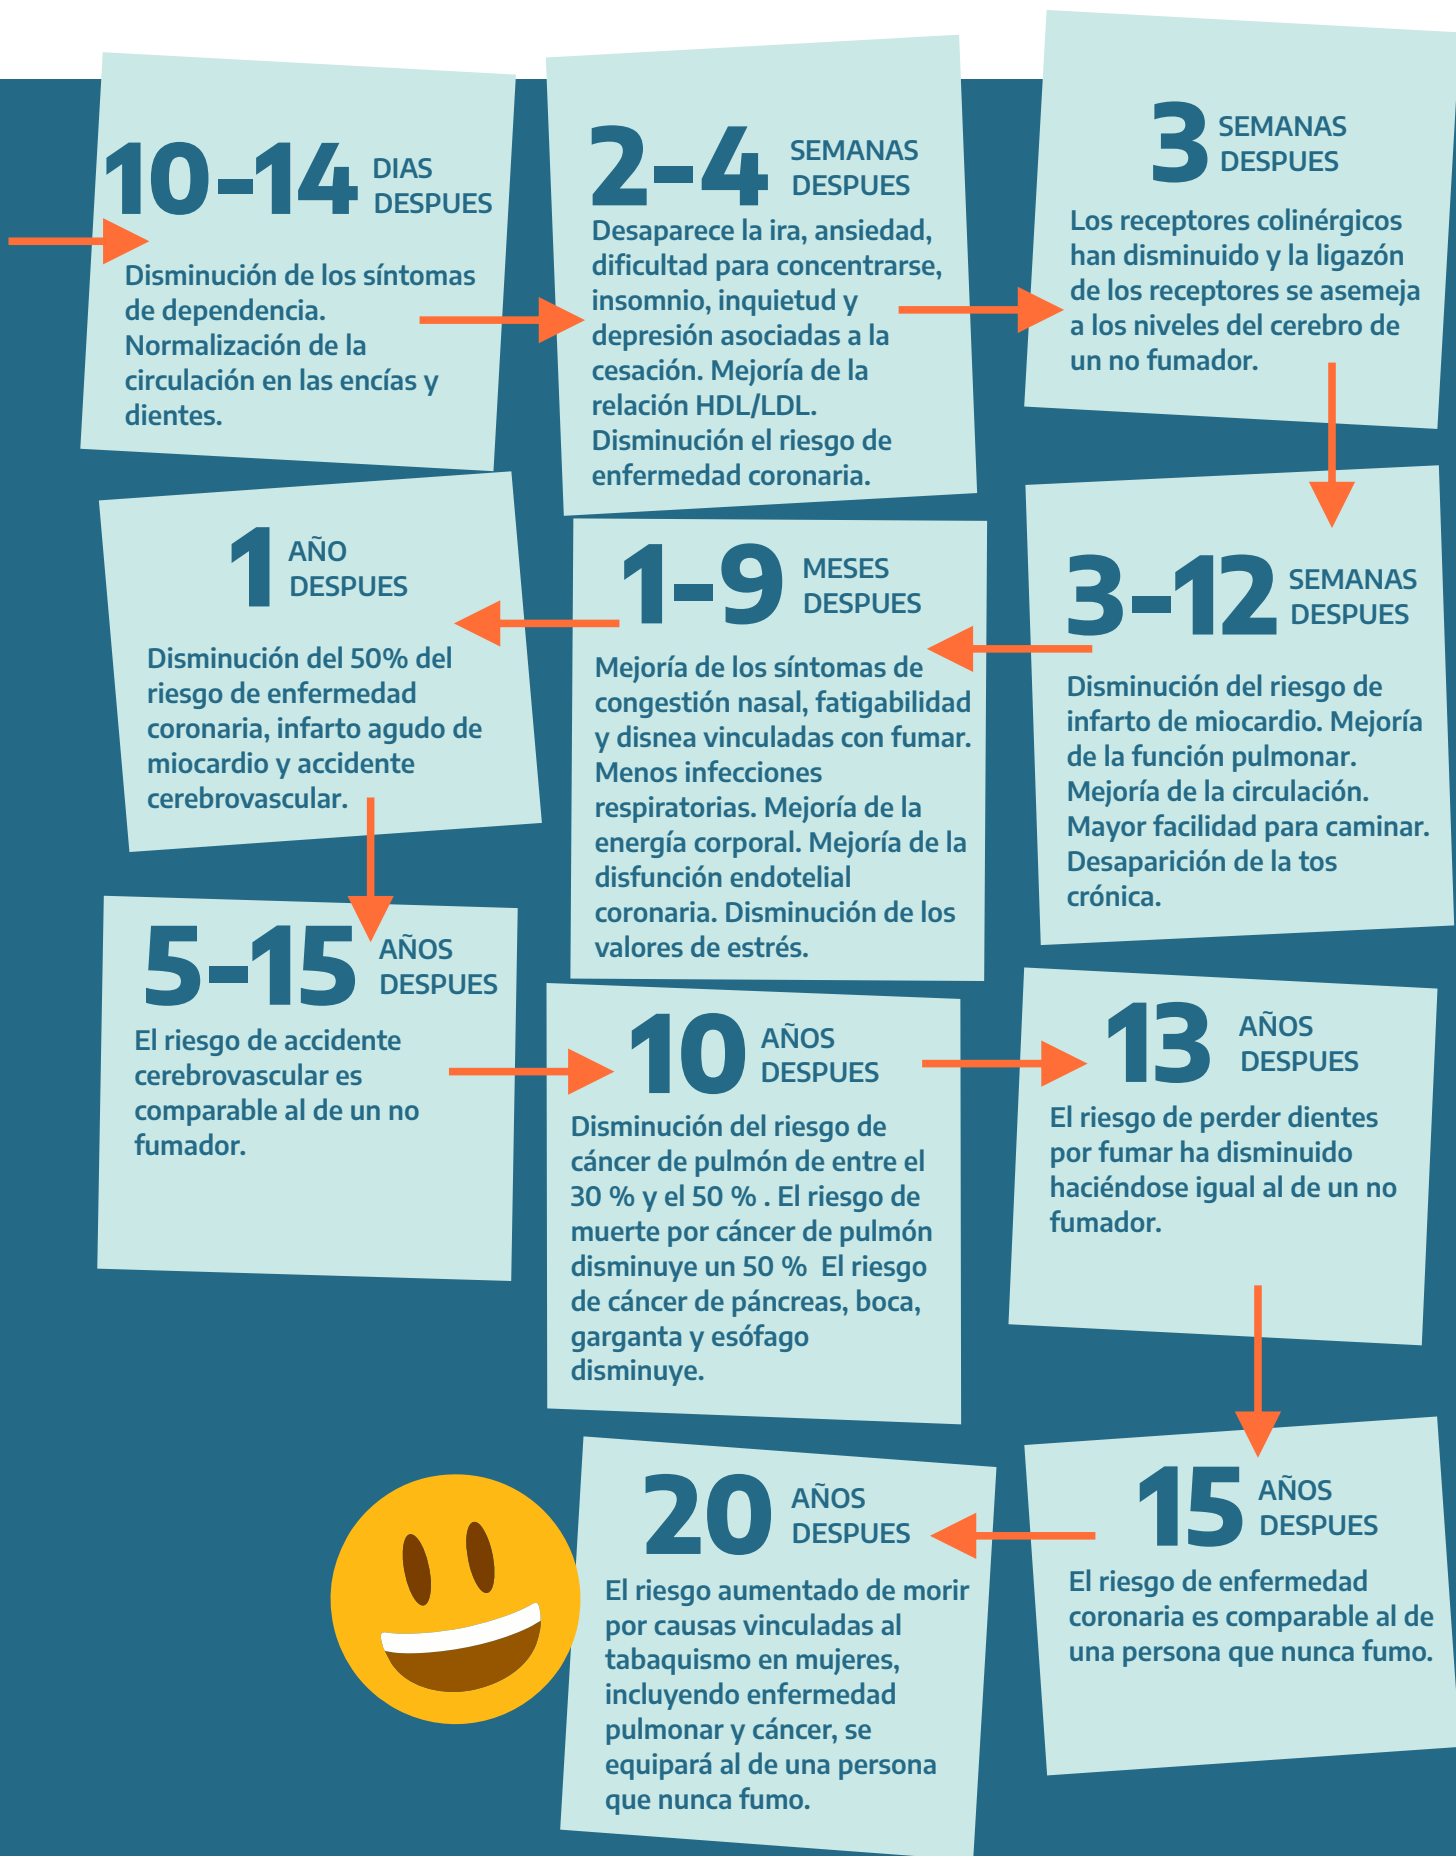 10-14 DIAS
DESPUES
Disminución de los síntomas
de dependencia.
Normalización de la
circulación en las encías y
dientes.
2-4 SEMANAS
DESPUES
Desaparece la ira, ansiedad,
dificultad para concentrarse,
insomnio, inquietud y
depresión asociadas a la
cesación. Mejoría de la
relación HDL/LDL.
Disminución el riesgo de
enfermedad coronaria.
3 SEMANAS
DESPUES
Los receptores colinérgicos
han disminuido y la ligazón
de los receptores se asemeja
a los niveles del cerebro de
un no fumador.
3-12 SEMANAS
DESPUES
Disminución del riesgo de
infarto de miocardio. Mejoría
de la función pulmonar.
Mejoría de la circulación.
Mayor facilidad para caminar.
Desaparición de la tos
crónica.
1-9 MESES
DESPUES
Mejoría de los síntomas de
congestión nasal, fatigabilidad
y disnea vinculadas con fumar.
Menos infecciones
respiratorias. Mejoría de la
energía corporal. Mejoría de la
disfunción endotelial
coronaria. Disminución de los
valores de estrés.
1 AÑO
DESPUES
Disminución del 50% del
riesgo de enfermedad
coronaria, infarto agudo de
miocardio y accidente
cerebrovascular.
5-15 AÑOS
DESPUES
El riesgo de accidente
cerebrovascular es
comparable al de un no
fumador.
10 AÑOS
DESPUES
Disminución del riesgo de
cáncer de pulmón de entre el
30 % y el 50 % . El riesgo de
muerte por cáncer de pulmón
disminuye un 50 %  El riesgo
de cáncer de páncreas, boca,
garganta y esófago
disminuye.
13 AÑOS
DESPUES
El riesgo de perder dientes
por fumar ha disminuido
haciéndose igual al de un no
fumador.
15 AÑOS
DESPUES
El riesgo de enfermedad
coronaria es comparable al de
una persona que nunca fumo.
20 AÑOS
DESPUES
El riesgo aumentado de morir
por causas vinculadas al
tabaquismo en mujeres,
incluyendo enfermedad
pulmonar y cáncer, se
equipará al de una persona
que nunca fumo.